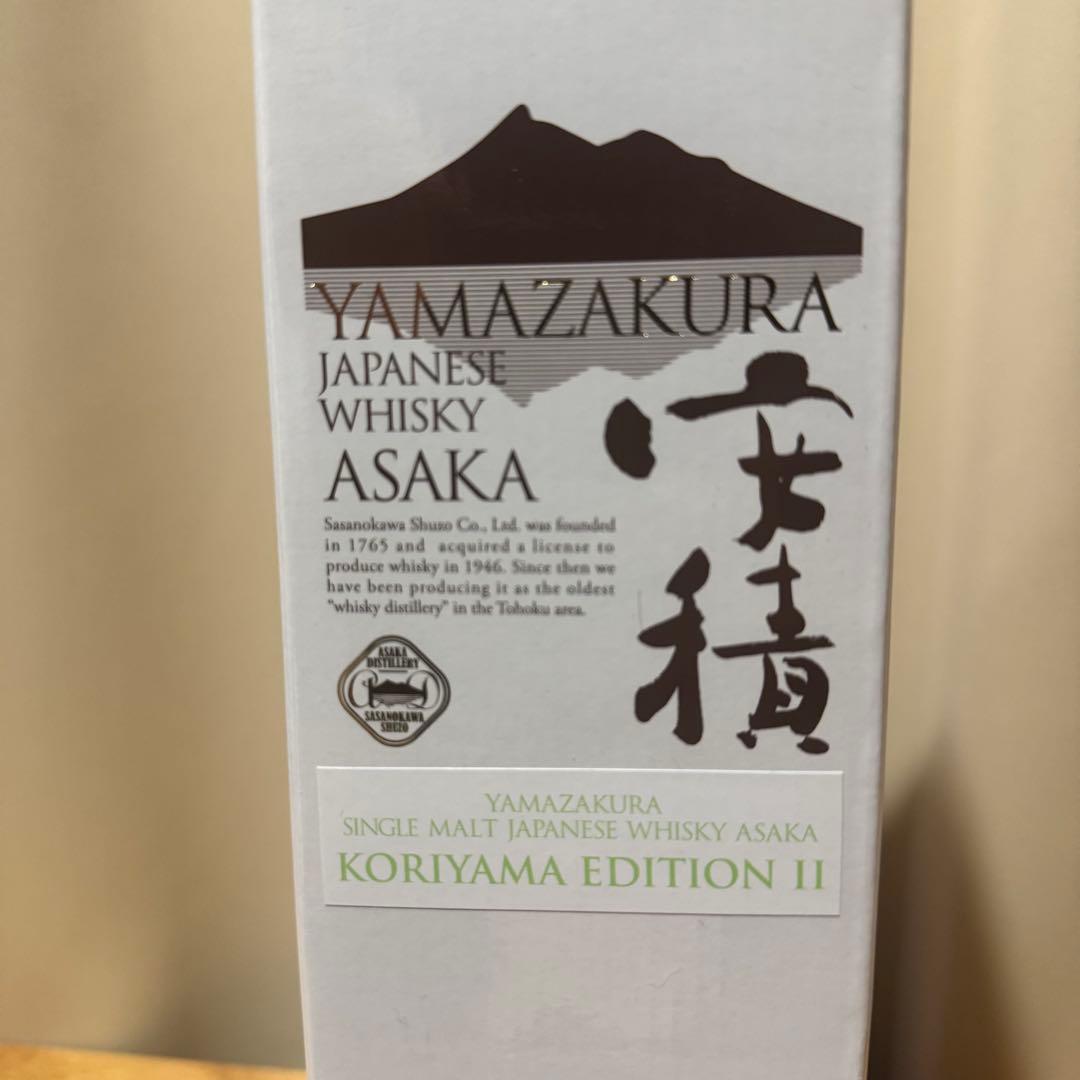 YAMAZAKURA
JAPANESE
WHISKY
ASAKA
安積
Sasanokawa Shuzo Co., Ltd. was founded
in 1765 and acquired a license to
produce whisky in 1946. Since then we
have been producing it as the oldest
"whisky distillery" in the Tohoku area.
ASAKA
DISTILLERY
SASANOKAWA
SHUZO
YAMAZAKURA
SINGLE MALT JAPANESE WHISKY ASAKA
KORIYAMA EDITION II